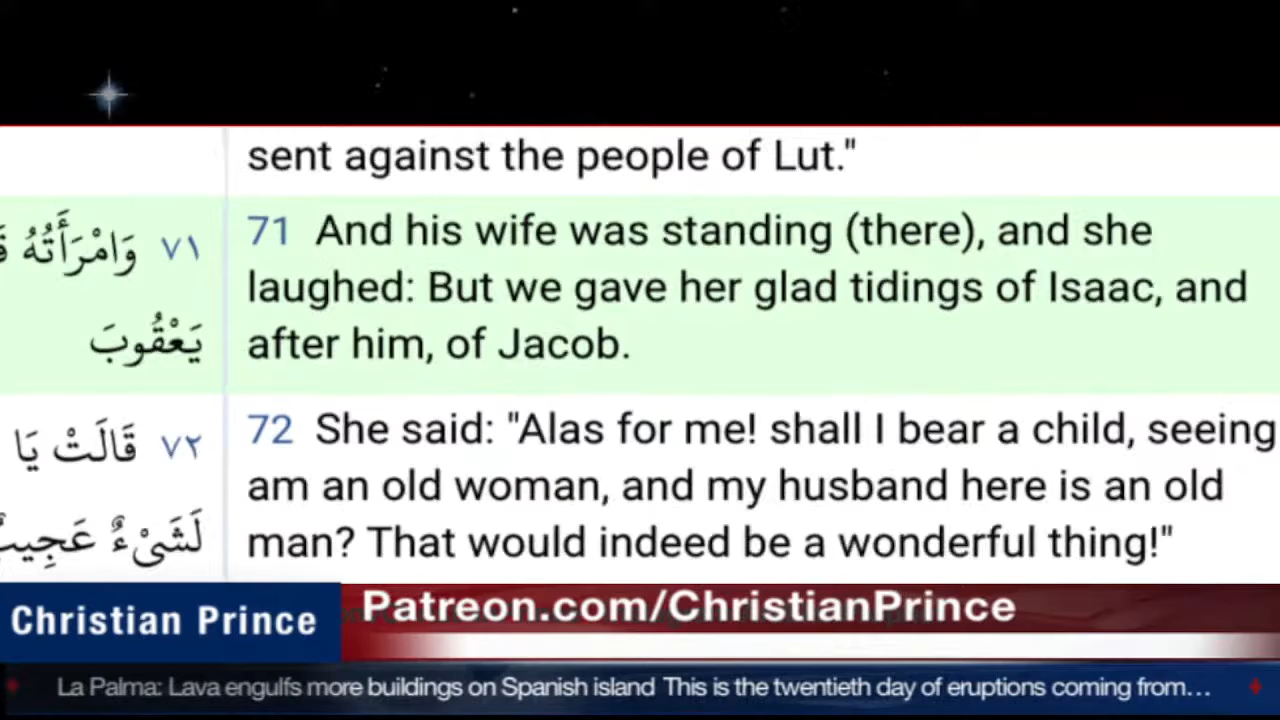 sent against the people of Lut."
وَامْرَأَتُهُ ٧١
71 And his wife was standing (there), and she
laughed: But we gave her glad tidings of Isaac, and
يَعْقُوبَ
after him, of Jacob.
قَالَتْ يَا ٧٢
72 She said: "Alas for me! shall I bear a child, seeing
am an old woman, and my husband here is an old
لَشَىْءٌ عَجِيبٌ
man? That would indeed be a wonderful thing!"
Christian Prince
Patreon.com/ChristianPrince
La Palma: Lava engulfs more buildings on Spanish island This is the twentieth day of eruptions coming from...